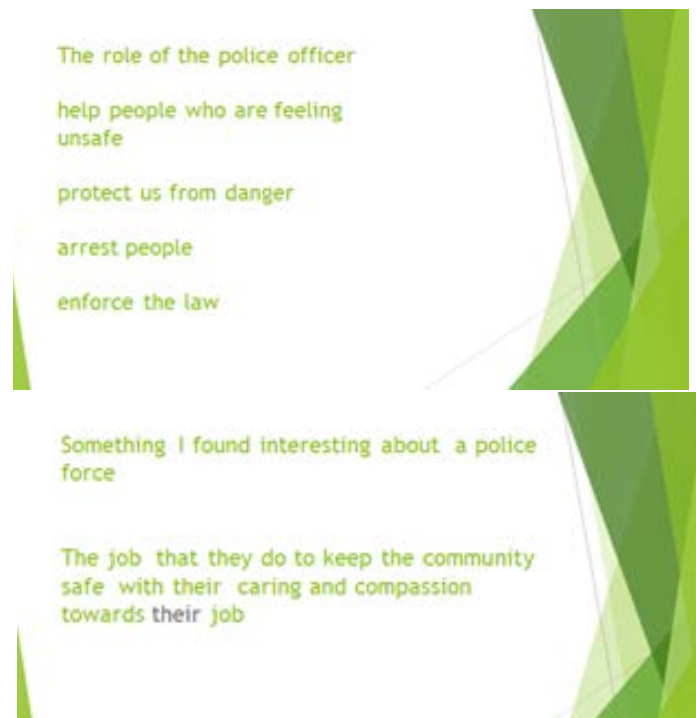 The role of the police officer
help people who are feeling
unsafe
protect us from danger
arrest people
enforce the law
Something I found interesting about a police
force
The job that they do to keep the community
safe with their caring and compassion
towards their job